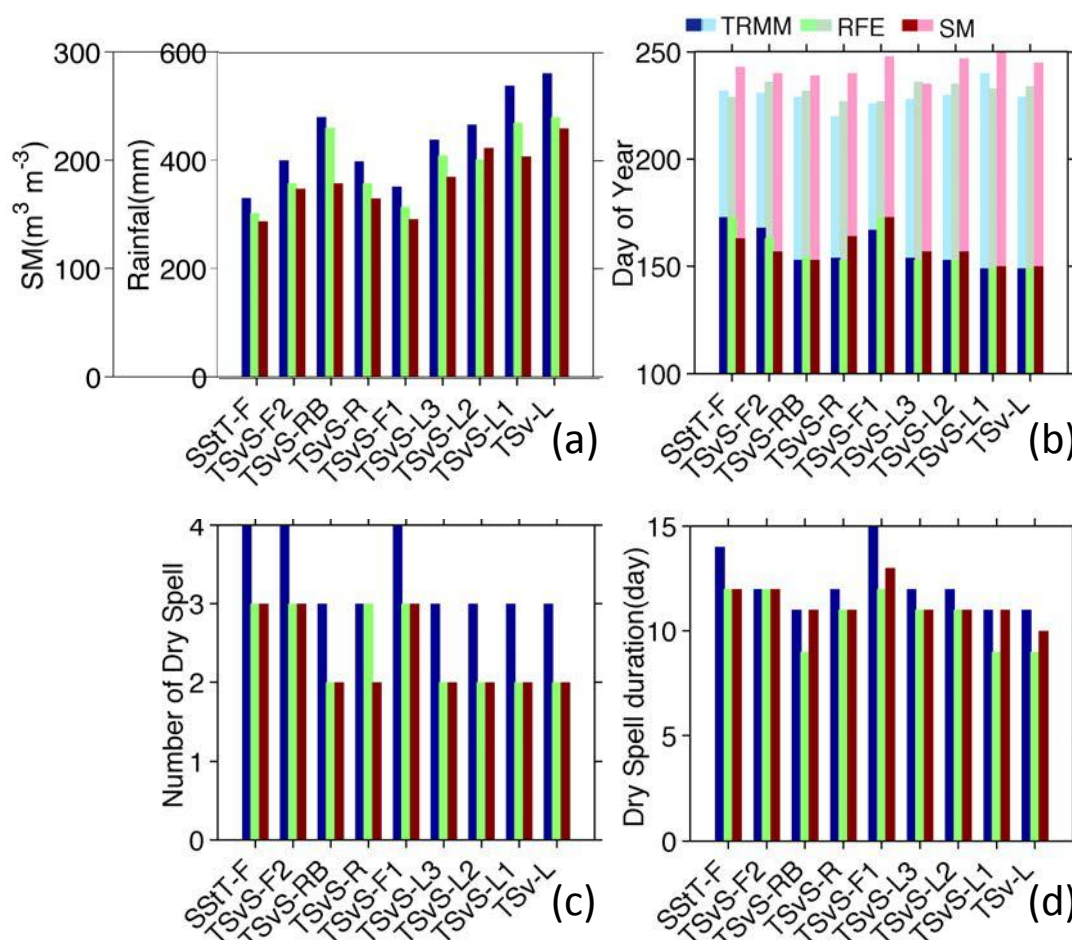 TRMM RFE SM
300
200
100
0
SM(m³ m⁻³)
600
400
200
0
Rainfal(mm)
SStT-F
TSvS-F2
TSvS-RB
TSvS-R
TSvS-F1
TSvS-L3
TSvS-L2
TSvS-L1
TSv-L
(a)
250
200
150
100
Day of Year
SStT-F
TSvS-F2
TSvS-RB
TSvS-R
TSvS-F1
TSvS-L3
TSvS-L2
TSvS-L1
TSv-L
(b)
4
3
2
1
0
Number of Dry Spell
SStT-F
TSvS-F2
TSvS-RB
TSvS-R
TSvS-F1
TSvS-L3
TSvS-L2
TSvS-L1
TSv-L
(c)
15
10
5
0
Dry Spell duration(day)
SStT-F
TSvS-F2
TSvS-RB
TSvS-R
TSvS-F1
TSvS-L3
TSvS-L2
TSvS-L1
TSv-L
(d)